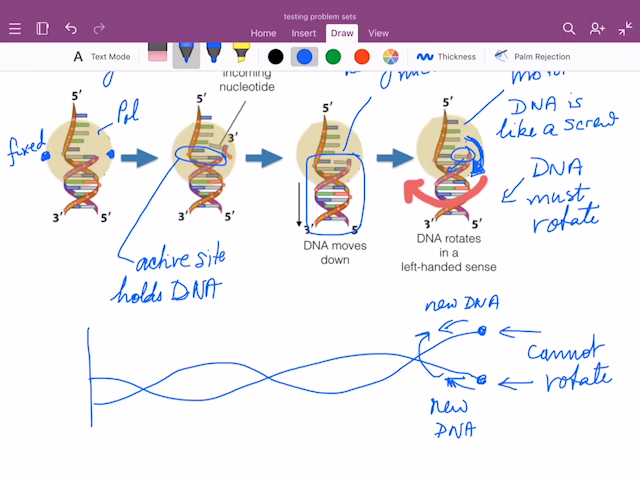 testing problem sets
Home Insert Draw View
A Text Mode Thickness Palm Rejection
incoming
nucleotide
motor
5'
Pol
fixed
3' 5'
5'
3'
3' 5'
5'
3' 5'
3'
5'
3' 5'
DNA is
like a screw
DNA
must
rotate
active site
holds DNA
DNA moves
down
DNA rotates
in a
left-handed sense
new DNA
cannot
rotate
new
DNA